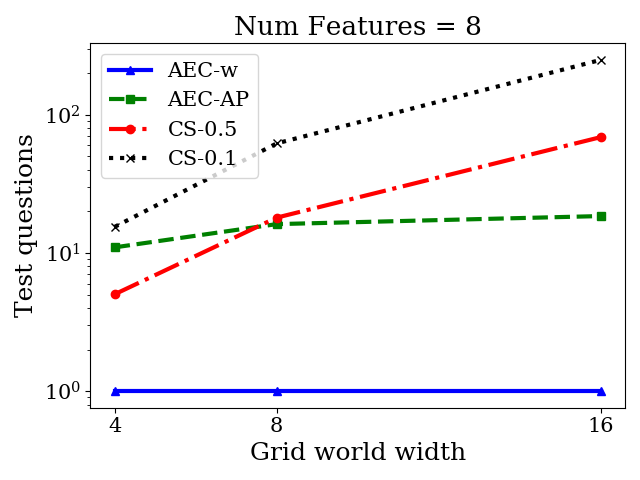 Num Features = 8
AEC-w
AEC-AP
CS-0.5
CS-0.1
Test questions
10²
10¹
10⁰
4 8 16
Grid world width